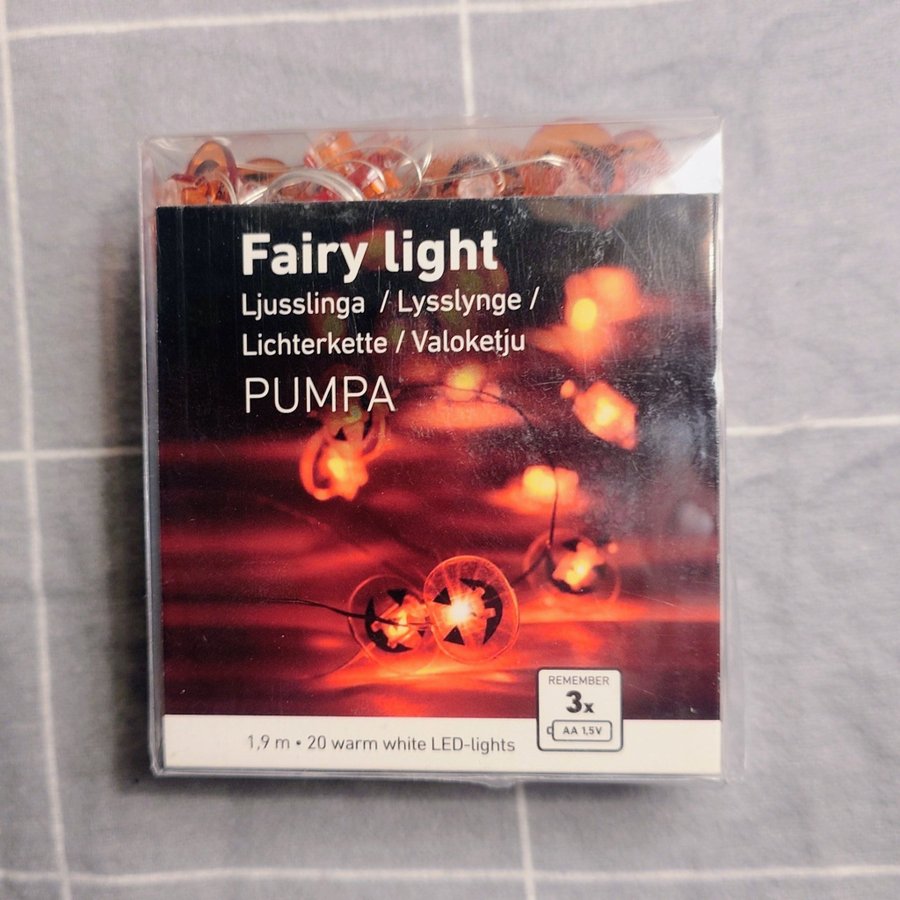 Fairy light
Ljusslinga / Lysslynge /
Lichterkette / Valoketju
PUMPA
REMEMBER
3x
AA 1,5V
1,9 m • 20 warm white LED-lights